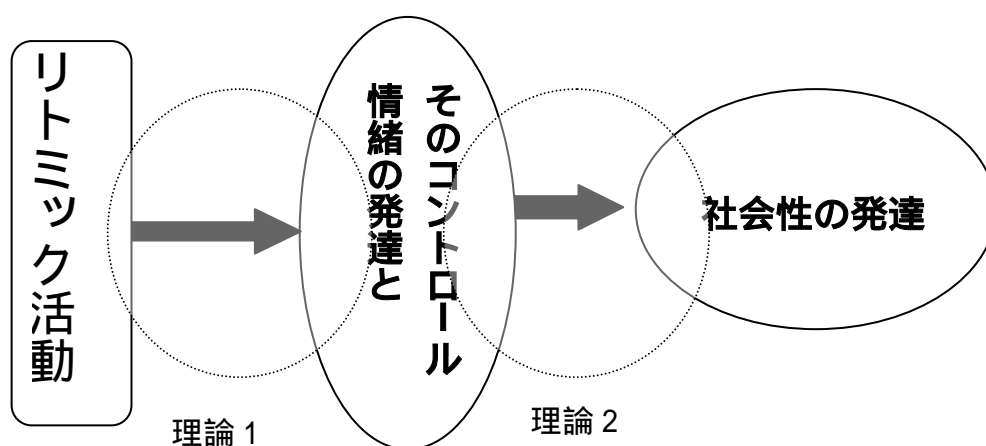 リトミック活動
そのコントロール
情緒の発達と
社会性の発達
理論 1
理論 2